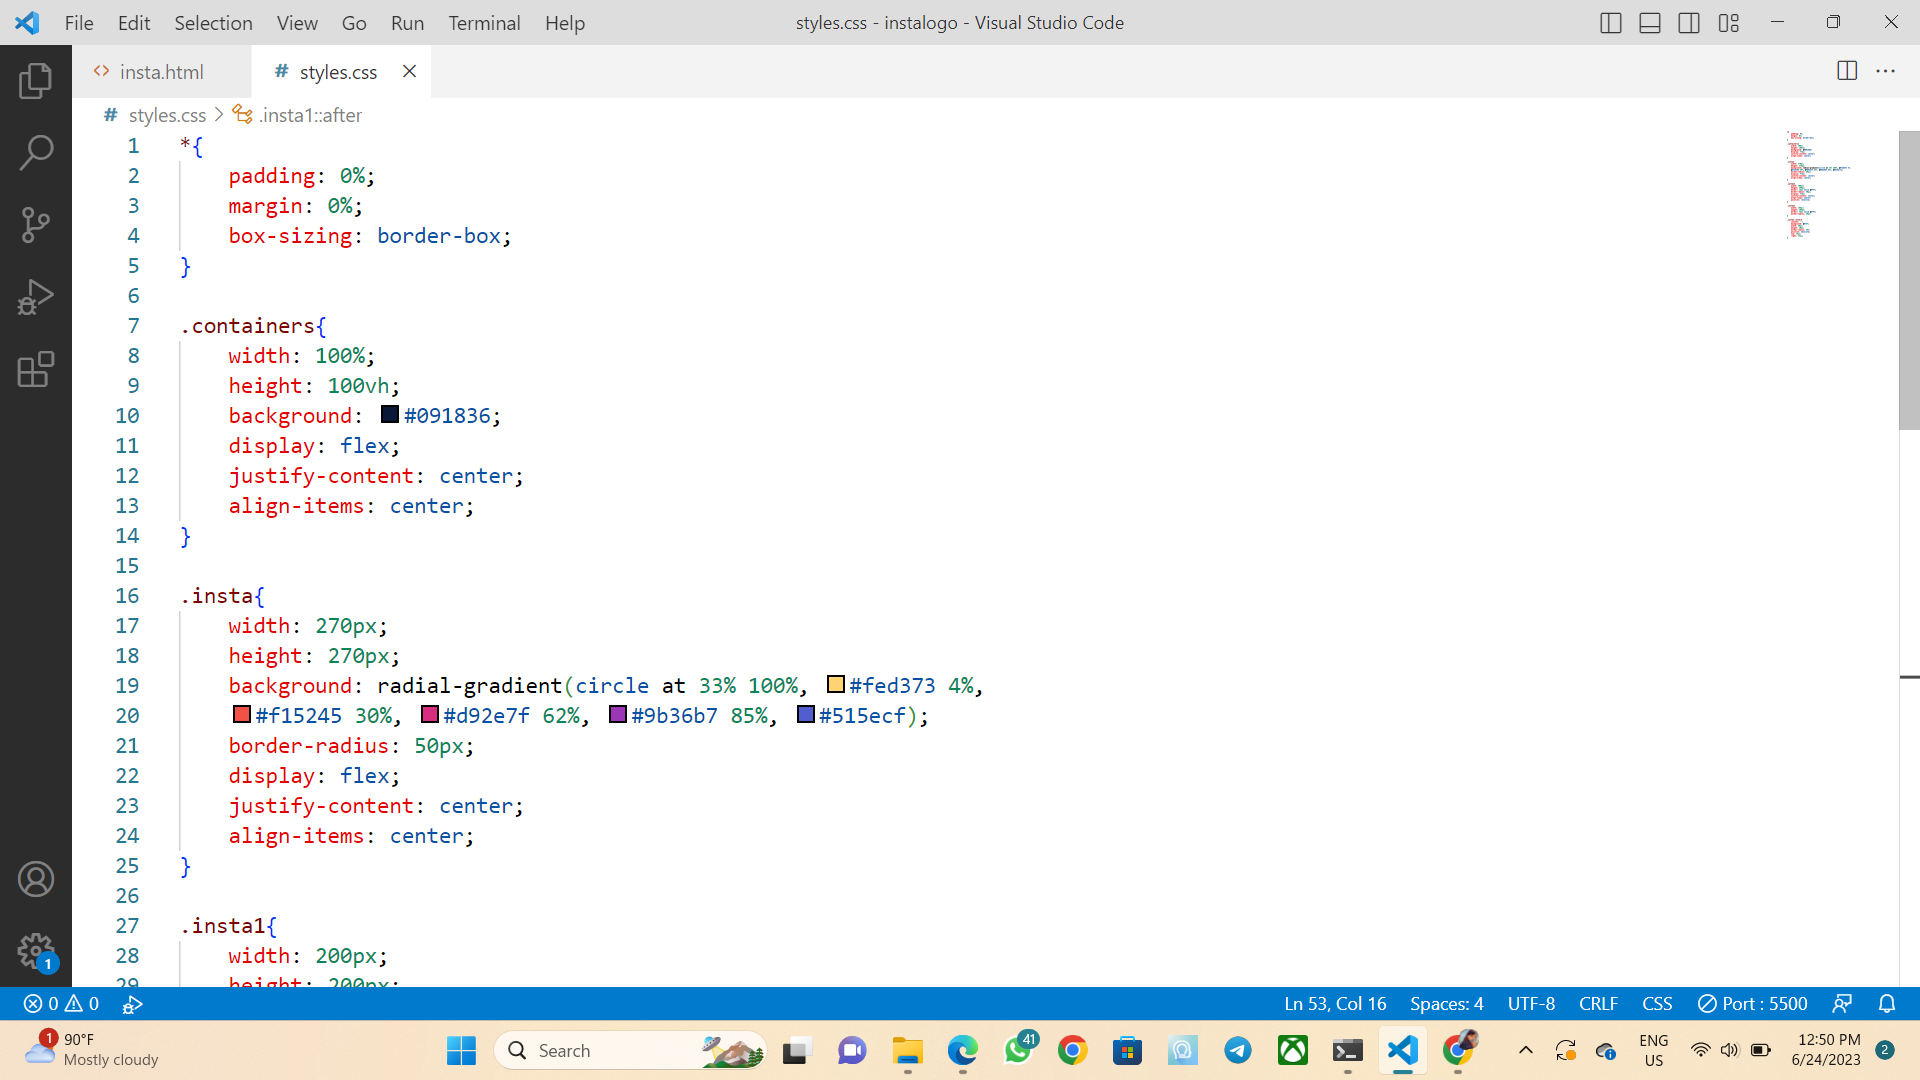 File Edit Selection View Go Run Terminal Help styles.css - instalogo - Visual Studio Code
<> insta.html # styles.css
# styles.css > .insta1::after
1 *{
2 padding: 0%;
3 margin: 0%;
4 box-sizing: border-box;
5 }
6
7 .containers{
8 width: 100%;
9 height: 100vh;
10 background: #091836;
11 display: flex;
12 justify-content: center;
13 align-items: center;
14 }
15
16 .insta{
17 width: 270px;
18 height: 270px;
19 background: radial-gradient(circle at 33% 100%, #fed373 4%,
20 #f15245 30%, #d92e7f 62%, #9b36b7 85%, #515ecf);
21 border-radius: 50px;
22 display: flex;
23 justify-content: center;
24 align-items: center;
25 }
26
27 .insta1{
28 width: 200px;
29 height: 200px;
1
0 0 Ln 53, Col 16 Spaces: 4 UTF-8 CRLF CSS Port : 5500
1 90°F
Mostly cloudy
Search
41
ENG
US
12:50 PM
6/24/2023
2